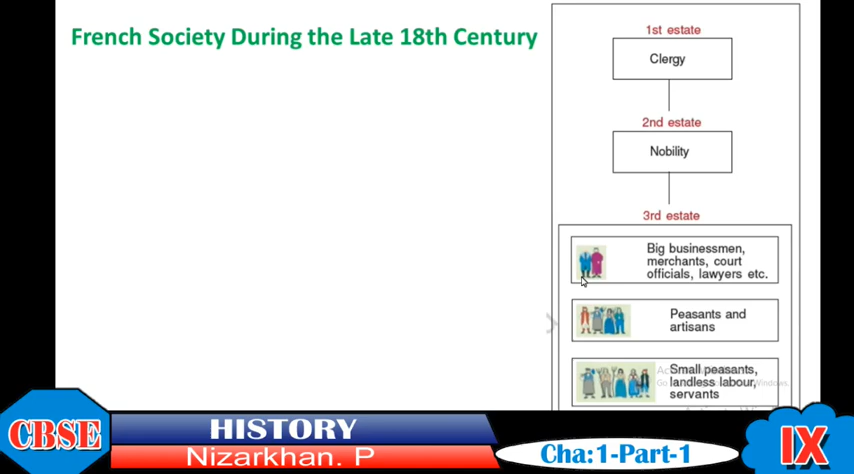 French Society During the Late 18th Century
1st estate
Clergy
2nd estate
Nobility
3rd estate
Big businessmen,
merchants, court
officials, lawyers etc.
Peasants and
artisans
Small peasants,
landless labour,
servants
CBSE
HISTORY
Nizarkhan. P
Cha:1-Part-1
IX